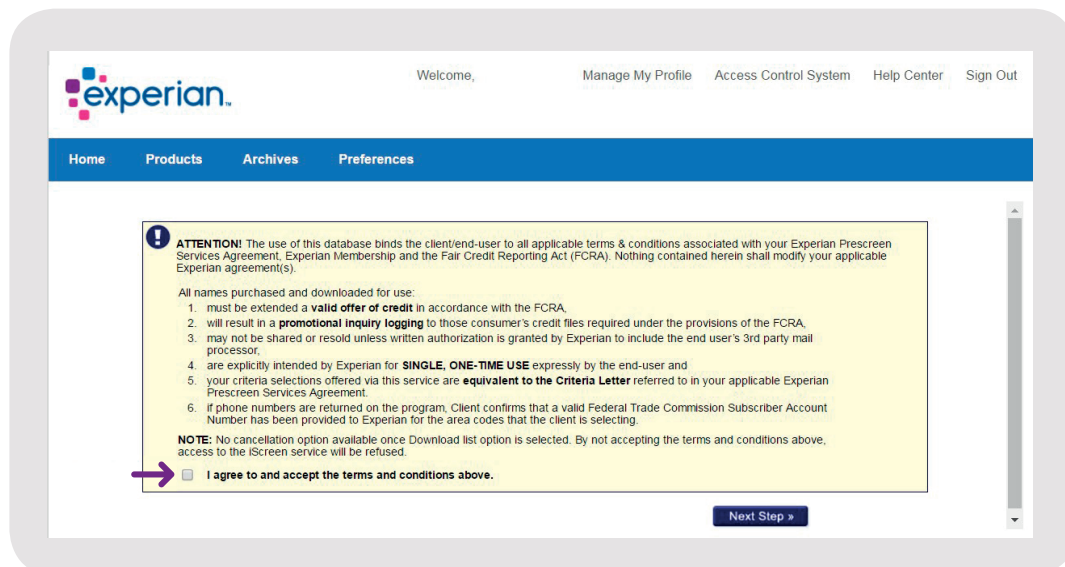 experian™
Welcome,
Manage My Profile
Access Control System
Help Center
Sign Out
Home
Products
Archives
Preferences
ATTENTION! The use of this database binds the client/end-user to all applicable terms & conditions associated with your Experian Prescreen
Services Agreement, Experian Membership and the Fair Credit Reporting Act (FCRA). Nothing contained herein shall modify your applicable
Experian agreement(s).
All names purchased and downloaded for use:
1. must be extended a valid offer of credit in accordance with the FCRA,
2. will result in a promotional inquiry logging to those consumer's credit files required under the provisions of the FCRA,
3. may not be shared or resold unless written authorization is granted by Experian to include the end user's 3rd party mail
processor,
4. are explicitly intended by Experian for SINGLE, ONE-TIME USE expressly by the end-user and
5. your criteria selections offered via this service are equivalent to the Criteria Letter referred to in your applicable Experian
Prescreen Services Agreement.
6. if phone numbers are returned on the program, Client confirms that a valid Federal Trade Commission Subscriber Account
Number has been provided to Experian for the area codes that the client is selecting.
NOTE: No cancellation option available once Download list option is selected. By not accepting the terms and conditions above,
access to the iScreen service will be refused.
I agree to and accept the terms and conditions above.
Next Step »